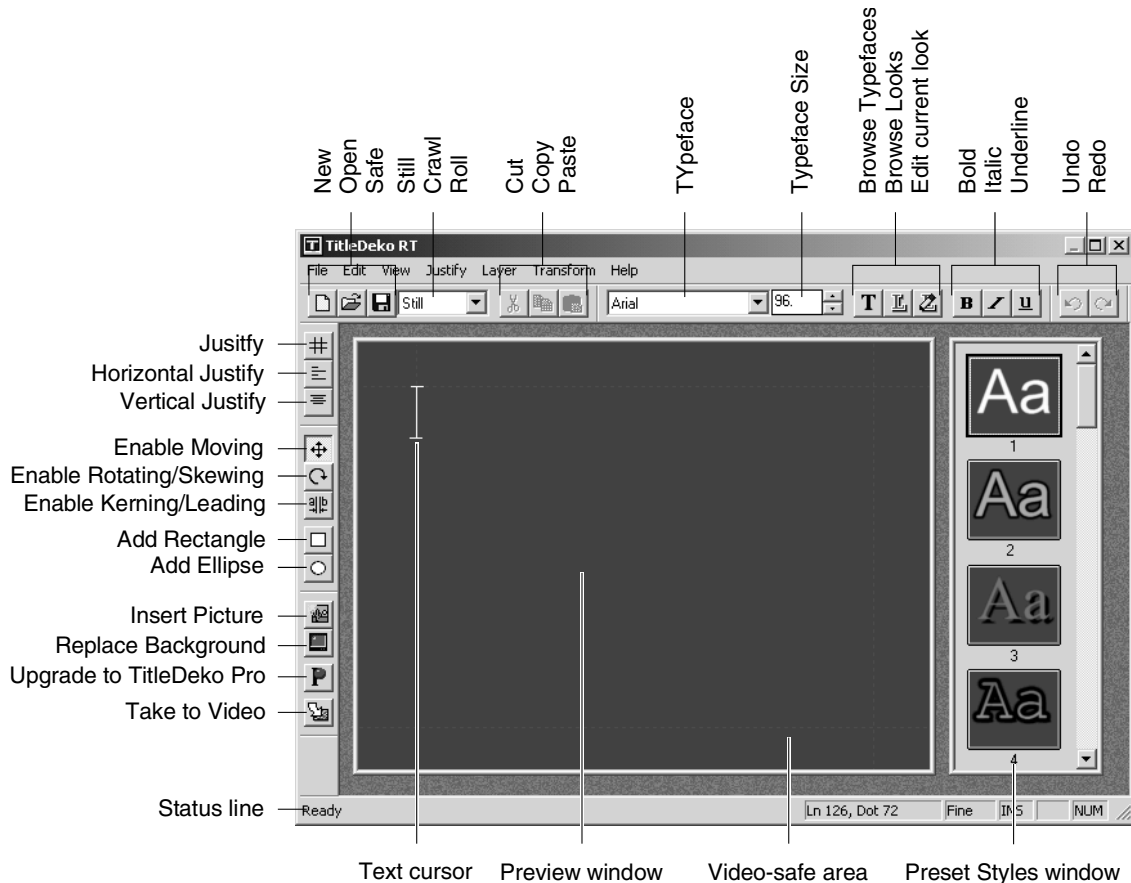 New
Open
Safe
Still
Crawl
Roll
Cut
Copy
Paste
TYpeface
Typeface Size
Browse Typefaces
Browse Looks
Edit current look
Bold
Italic
Underline
Undo
Redo
T TitleDeko RT
File Edit View Justify Layer Transform Help
Still Arial 96. T L B I u
Jusitfy
Horizontal Justify
Vertical Justify
Enable Moving
Enable Rotating/Skewing
Enable Kerning/Leading
a b
Add Rectangle
Add Ellipse
Insert Picture
Replace Background
Upgrade to TitleDeko Pro
P
Take to Video
Aa
1
Aa
2
Aa
3
Aa
4
Status line
Ready Ln 126, Dot 72 Fine INS NUM
Text cursor Preview window Video-safe area Preset Styles window